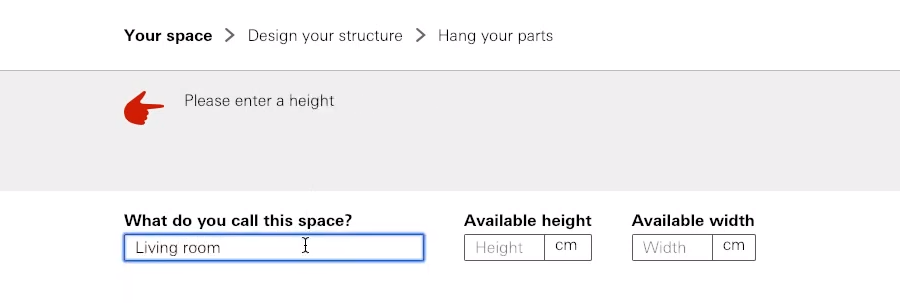 Your space > Design your structure > Hang your parts
Please enter a height
What do you call this space? Available height Available width
Living room Height cm Width cm